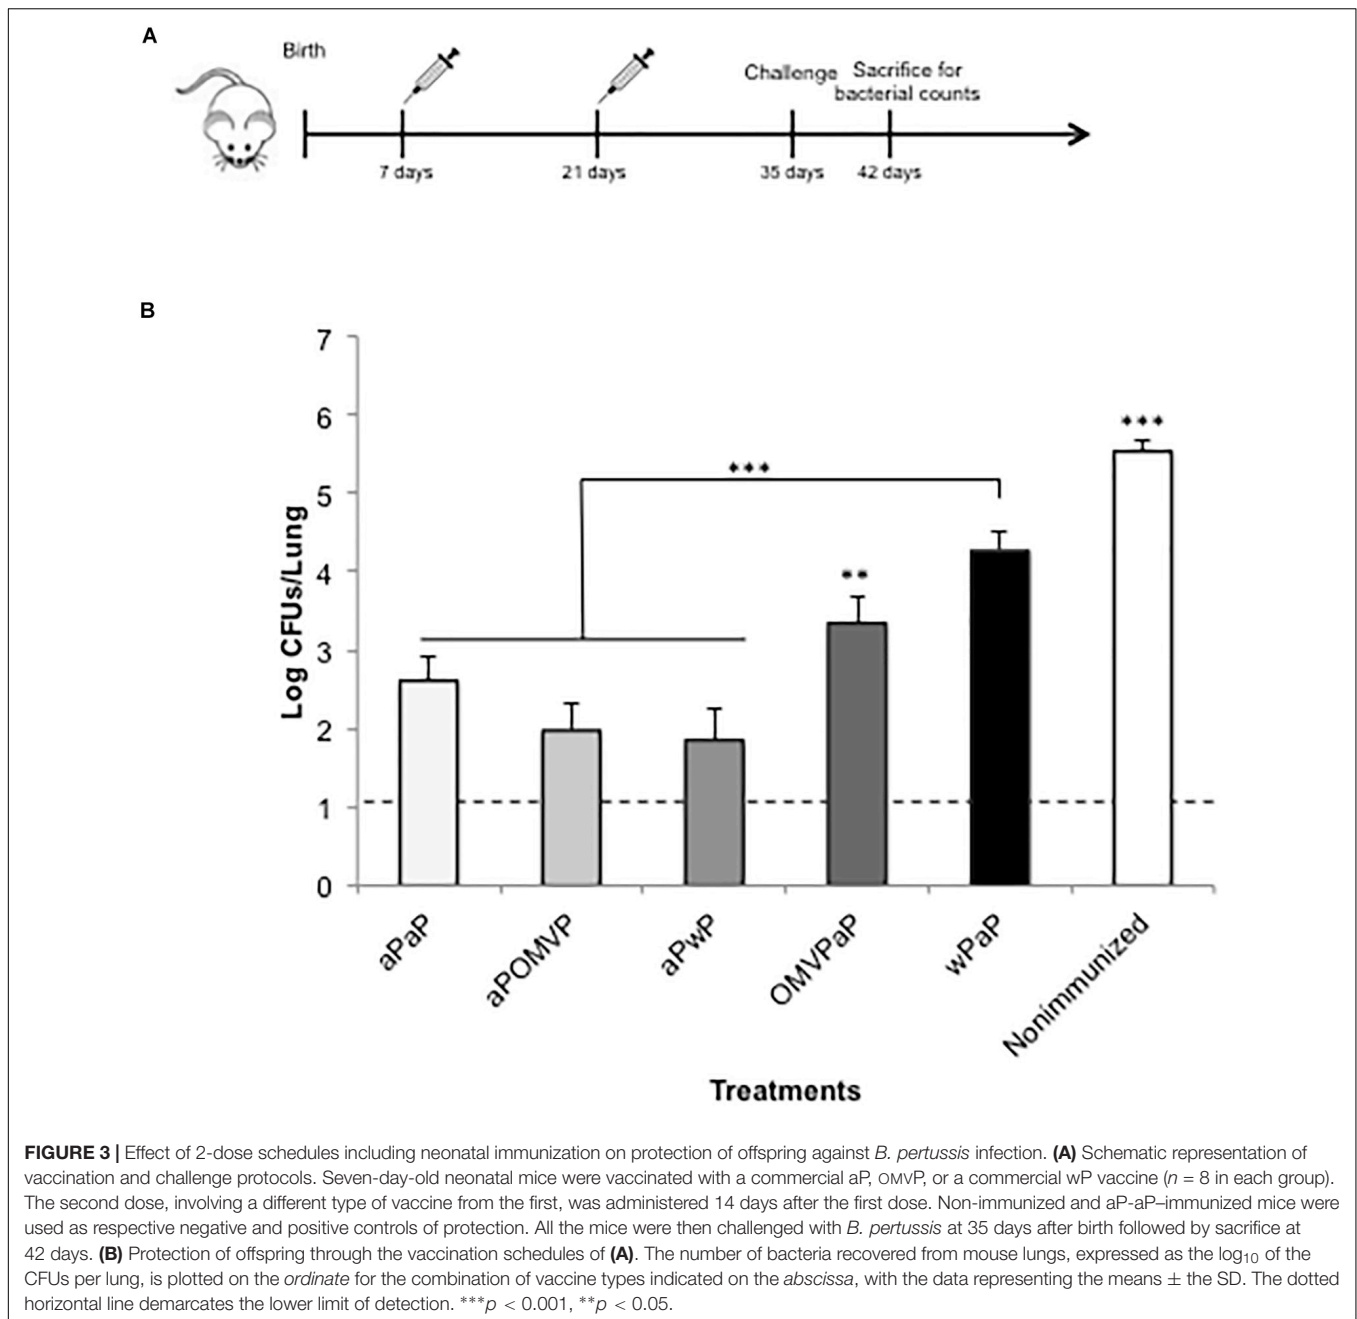 A
Birth
Challenge Sacrifice for
bacterial counts
7 days 21 days 35 days 42 days
B
7
6
5
4
3
2
1
0
Log CFUs/Lung
***
***
**
aPaP aPOMVP aPwP OMVPaP wPaP Nonimmunized
Treatments
FIGURE 3 | Effect of 2-dose schedules including neonatal immunization on protection of offspring against B. pertussis infection. (A) Schematic representation of
vaccination and challenge protocols. Seven-day-old neonatal mice were vaccinated with a commercial aP, OMVP, or a commercial wP vaccine (n = 8 in each group).
The second dose, involving a different type of vaccine from the first, was administered 14 days after the first dose. Non-immunized and aP-aP–immunized mice were
used as respective negative and positive controls of protection. All the mice were then challenged with B. pertussis at 35 days after birth followed by sacrifice at
42 days. (B) Protection of offspring through the vaccination schedules of (A). The number of bacteria recovered from mouse lungs, expressed as the log10 of the
CFUs per lung, is plotted on the ordinate for the combination of vaccine types indicated on the abscissa, with the data representing the means ± the SD. The dotted
horizontal line demarcates the lower limit of detection. ***p < 0.001, **p < 0.05.